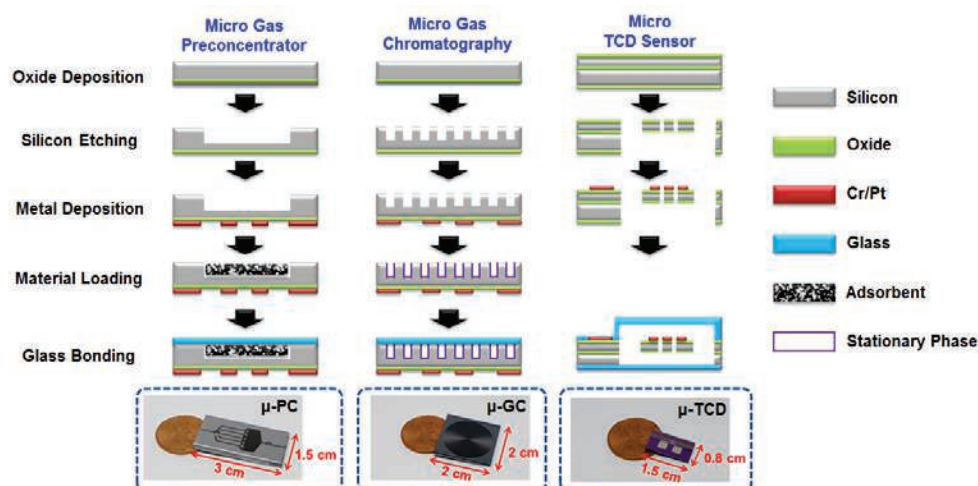 Micro Gas
Preconcentrator
Micro Gas
Chromatography
Micro
TCD Sensor
Oxide Deposition
Silicon Etching
Metal Deposition
Material Loading
Glass Bonding
Silicon
Oxide
Cr/Pt
Glass
Adsorbent
Stationary Phase
μ-PC
1.5 cm
3 cm
μ-GC
2 cm
2 cm
μ-TCD
0.8 cm
1.5 cm